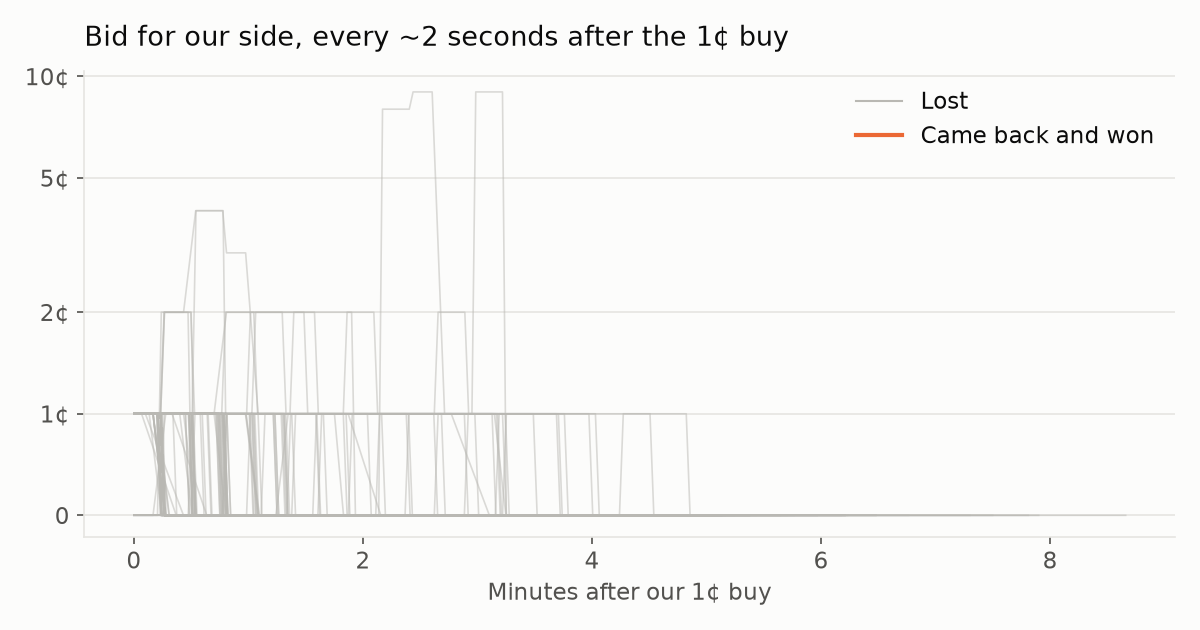 Bid for our side, every ~2 seconds after the 1¢ buy
10¢
5¢
2¢
1¢
0
Lost
Came back and won
0 2 4 6 8
Minutes after our 1¢ buy